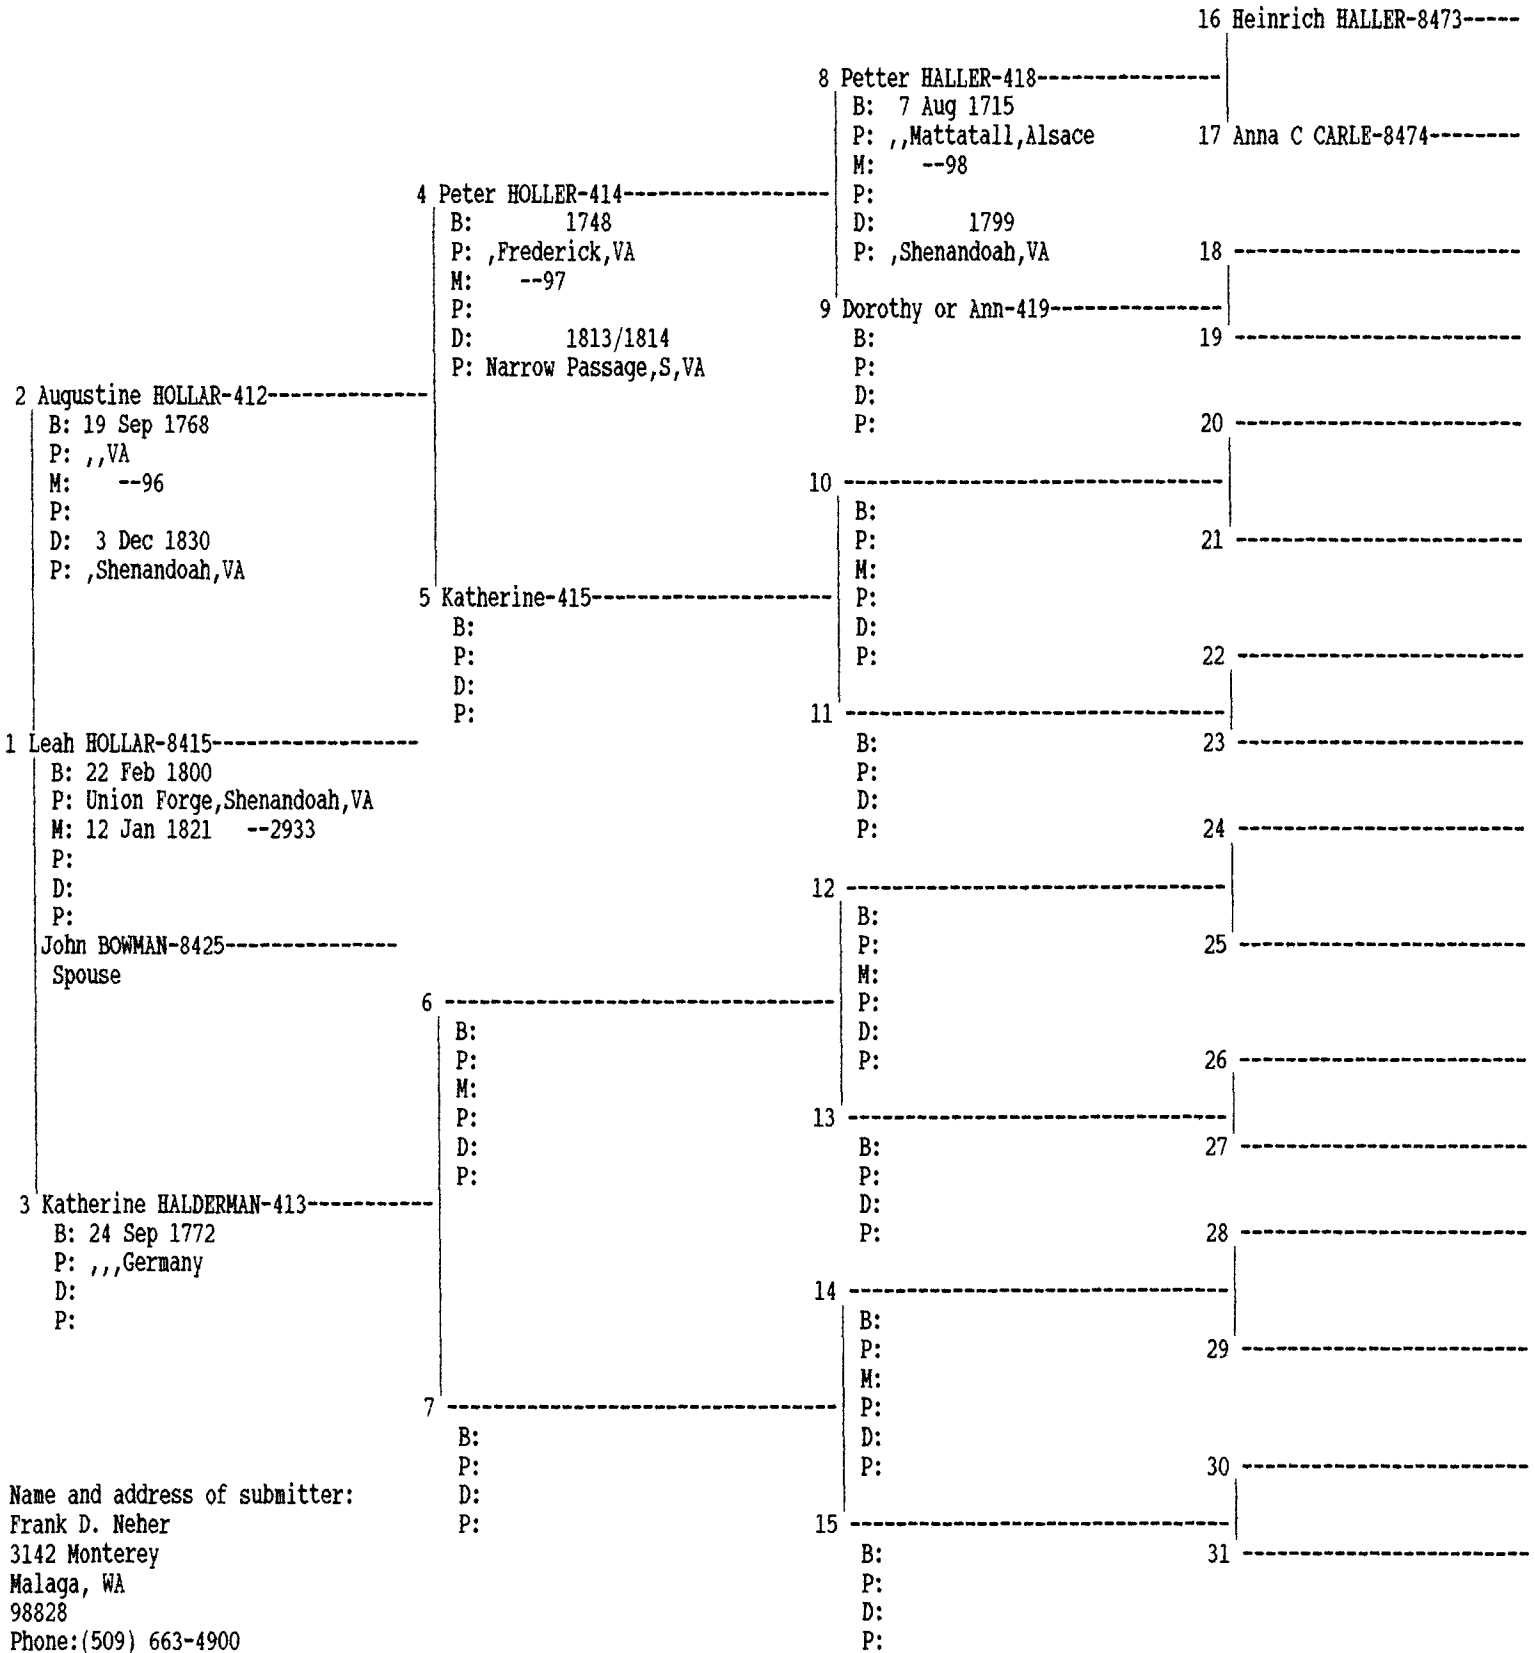 16 Heinrich HALLER-8473-----
8 Petter HALLER-418----------------
B:  7 Aug 1715
P: ,,Mattatall,Alsace
17 Anna C CARLE-8474--------
M:    --98
4 Peter HOLLER-414------------------
P:
B:        1748
D:        1799
P: ,Frederick,VA
P: ,Shenandoah,VA
18 -------------------------
M:    --97
P:
9 Dorothy or Ann-419---------------
D:        1813/1814
B:
19 -------------------------
P: Narrow Passage,S,VA
P:
2 Augustine HOLLAR-412--------------
D:
B: 19 Sep 1768
P:
20 -------------------------
P: ,,VA
M:    --96
10 ---------------------------------
P:
B:
D:  3 Dec 1830
P:
21 -------------------------
P: ,Shenandoah,VA
M:
5 Katherine-415---------------------
P:
B:
D:
P:
P:
22 -------------------------
D:
P:
11 ---------------------------------
1 Leah HOLLAR-8415------------------
B:
23 -------------------------
B: 22 Feb 1800
P:
P: Union Forge,Shenandoah,VA
D:
M: 12 Jan 1821   --2933
P:
24 -------------------------
P:
D:
12 ---------------------------------
P:
B:
John BOWMAN-8425---------------
P:
25 -------------------------
Spouse
M:
6 ----------------------------------
P:
B:
D:
P:
P:
26 -------------------------
M:
P:
13 ---------------------------------
D:
B:
27 -------------------------
P:
P:
3 Katherine HALDERMAN-413-----------
D:
B: 24 Sep 1772
P:
28 -------------------------
P: ,,,Germany
D:
14 ---------------------------------
P:
B:
P:
29 -------------------------
M:
7 ----------------------------------
P:
B:
D:
P:
P:
30 -------------------------
Name and address of submitter:
D:
Frank D. Neher
P:
15 ---------------------------------
3142 Monterey
B:
31 -------------------------
Malaga, WA
P:
98828
D:
Phone:(509) 663-4900
P: